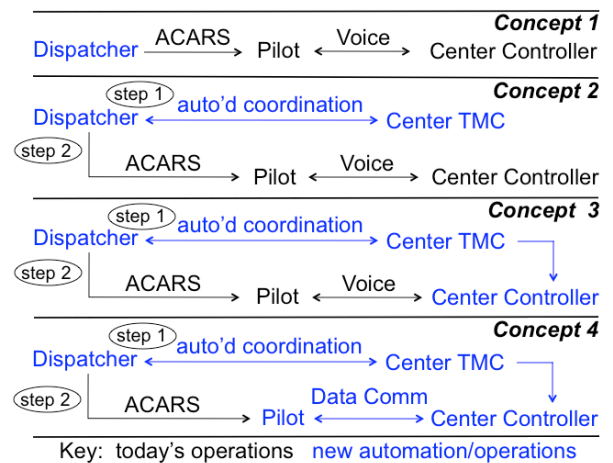 Concept 1
ACARS Voice
Dispatcher Pilot Center Controller
Concept 2
step 1 auto'd coordination
Dispatcher Center TMC
step 2
ACARS Voice
Pilot Center Controller
Concept 3
step 1 auto'd coordination
Dispatcher Center TMC
step 2
ACARS Voice
Pilot Center Controller
Concept 4
step 1 auto'd coordination
Dispatcher Center TMC
step 2
ACARS Data Comm
Pilot Center Controller
Key: today's operations new automation/operations